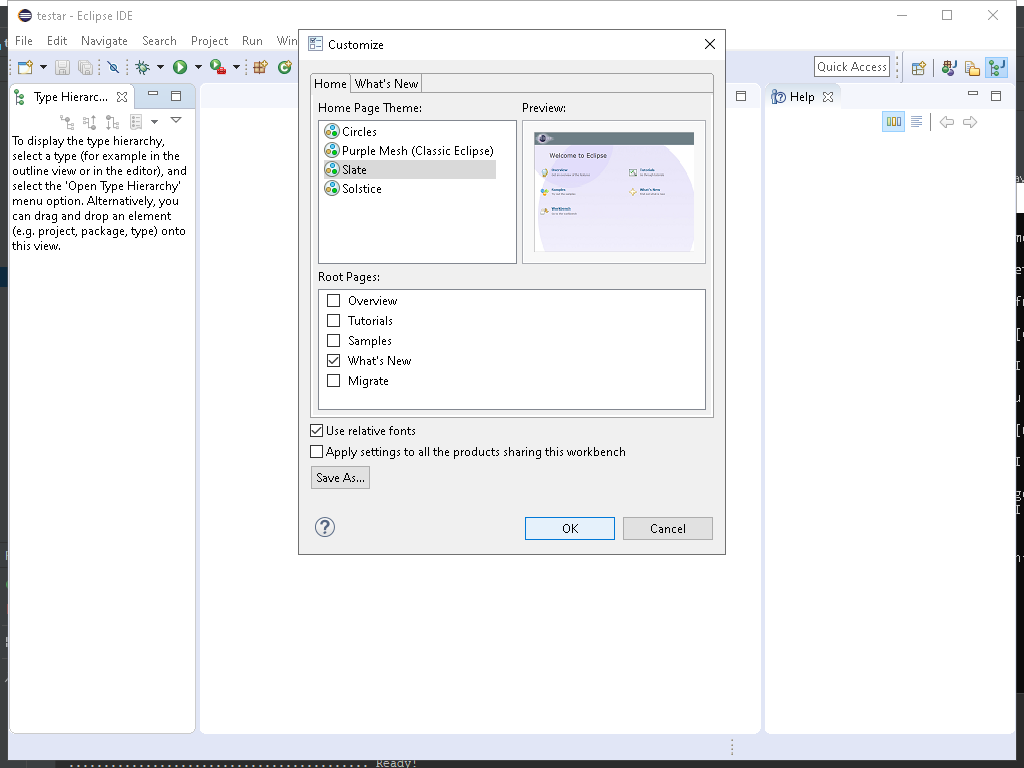 testar - Eclipse IDE
File Edit Navigate Search Project Run
Quick Access
Type Hierarc...
To display the type hierarchy,
select a type (for example in the
outline view or in the editor), and
select the 'Open Type Hierarchy'
menu option. Alternatively, you
can drag and drop an element
(e.g. project, package, type) onto
this view.
Customize
Home What's New
Home Page Theme:
Circles
Purple Mesh (Classic Eclipse)
Slate
Solstice
Preview:
Welcome to Eclipse
Overview
Tutorials
Samples
What's New
Workbench
Root Pages:
Overview
Tutorials
Samples
What's New
Migrate
Use relative fonts
Apply settings to all the products sharing this workbench
Save As...
OK Cancel
Help
Ready!